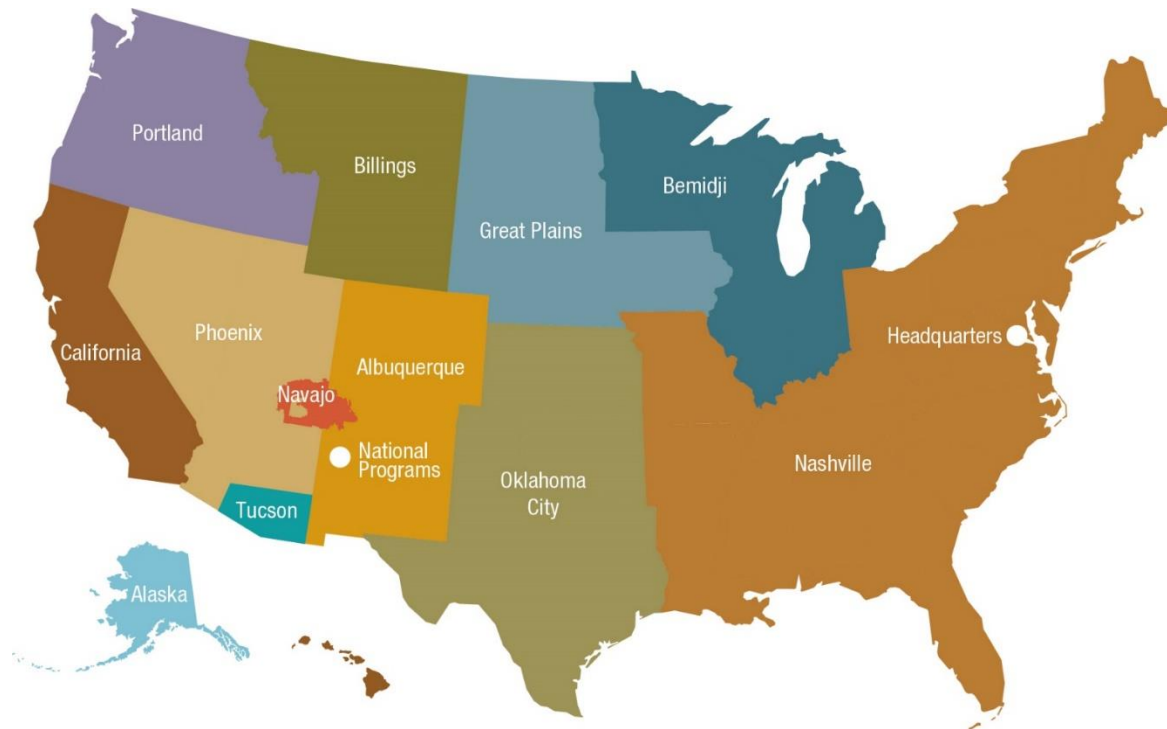 Portland
Billings
Bemidji
Great Plains
Headquarters
Phoenix
California
Albuquerque
Navajo
National
Programs
Nashville
Oklahoma
City
Tucson
Alaska